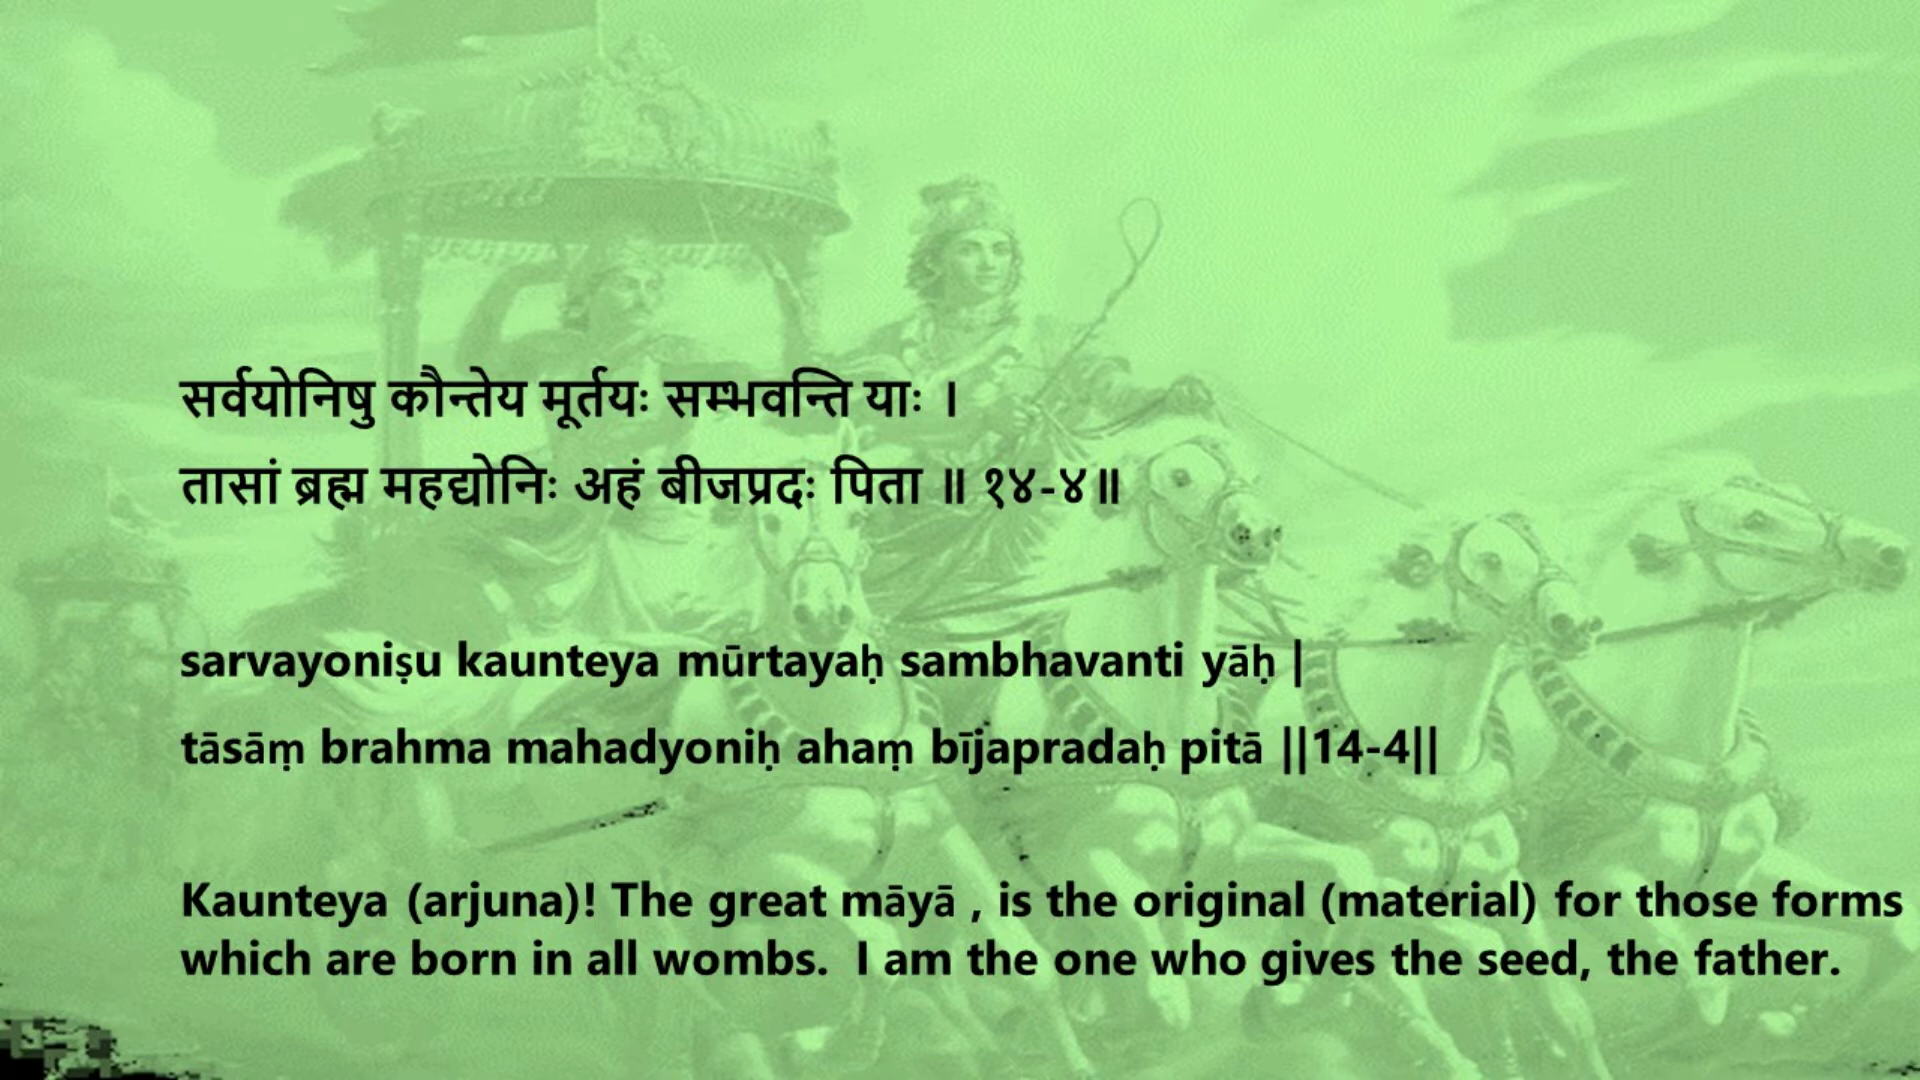 सर्वयोनिषु कौन्तेय मूर्तयः सम्भवन्ति याः ।
तासां ब्रह्म महद्योनिः अहं बीजप्रदः पिता ॥ १४-४॥
sarvayoniṣu kaunteya mūrtayaḥ sambhavanti yāḥ |
tāsāṃ brahma mahadyoniḥ ahaṃ bījapradaḥ pitā ||14-4||
Kaunteya (arjuna)! The great māyā , is the original (material) for those forms
which are born in all wombs.  I am the one who gives the seed, the father.